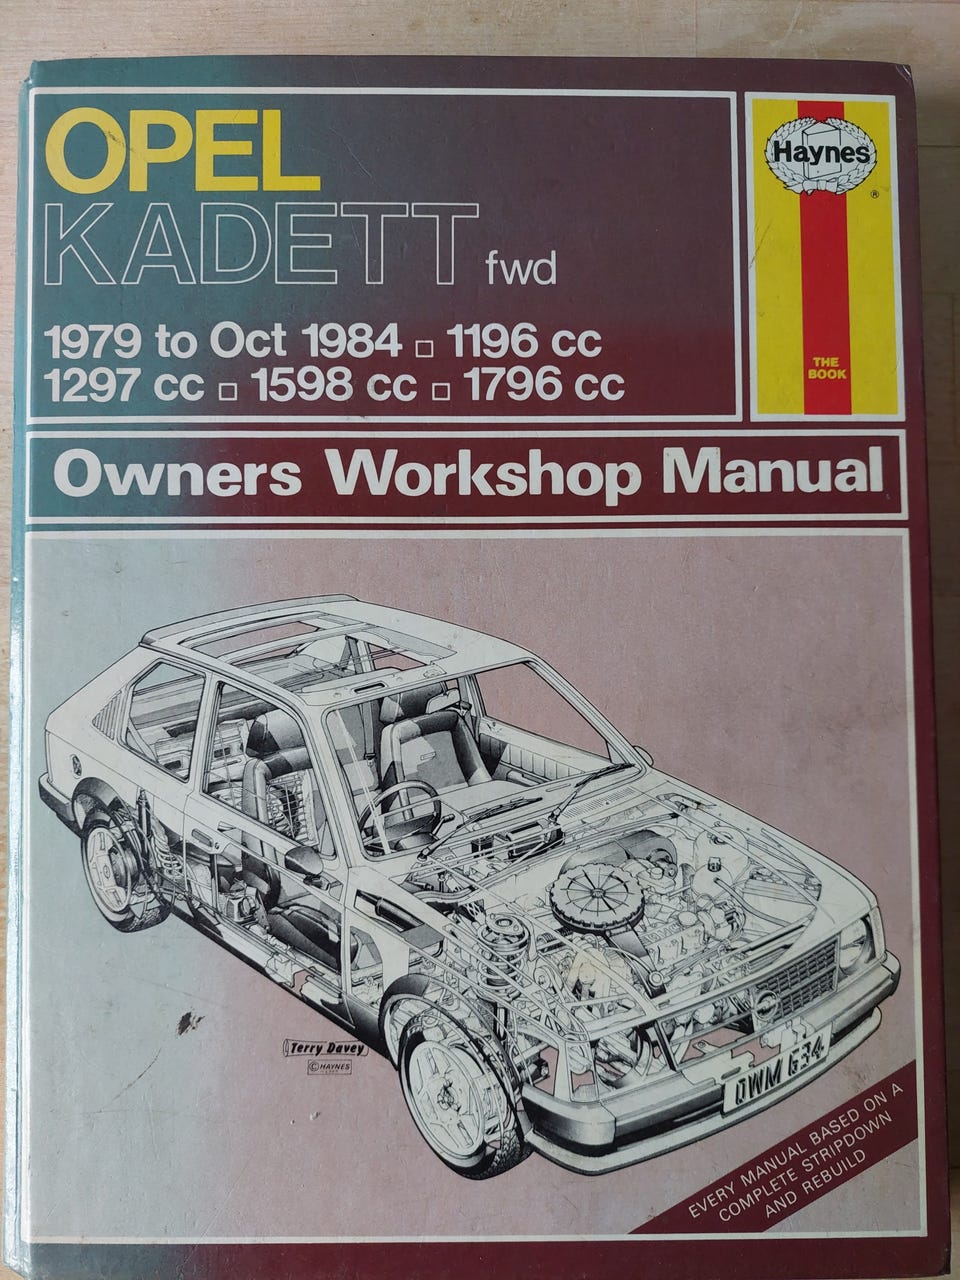 OPEL
KADETT fwd
1979 to Oct 1984 ▫ 1196 cc
1297 cc ▫ 1598 cc ▫ 1796 cc
Haynes
®
THE
BOOK
Owners Workshop Manual
Terry Davey
© HAYNES
OWM 634
EVERY MANUAL BASED ON A
COMPLETE STRIPDOWN
AND REBUILD